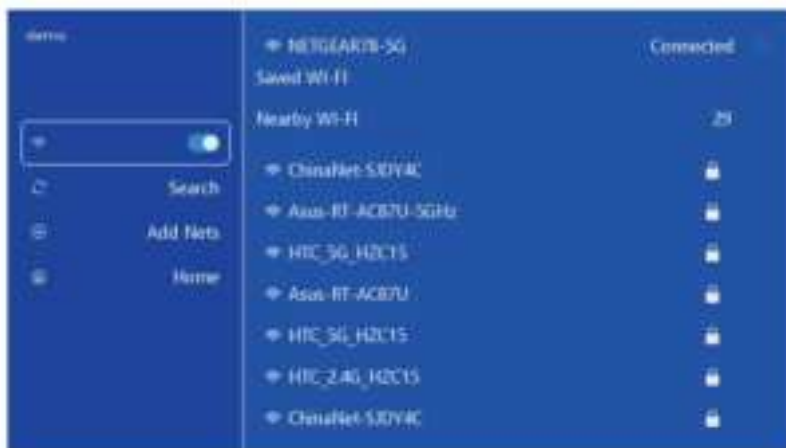 NETGEAR78-5G Connected
Saved WI-FI
Nearby WI-FI 29
Search
Add Nets
Home
ChinaNet-SJDY4C
Asus-RT-AC87U-5GHz
HTC_5G_HZC15
Asus-RT-AC87U
HTC_5G_HZC15
HTC_2.4G_HZC15
ChinaNet-SJDY4C